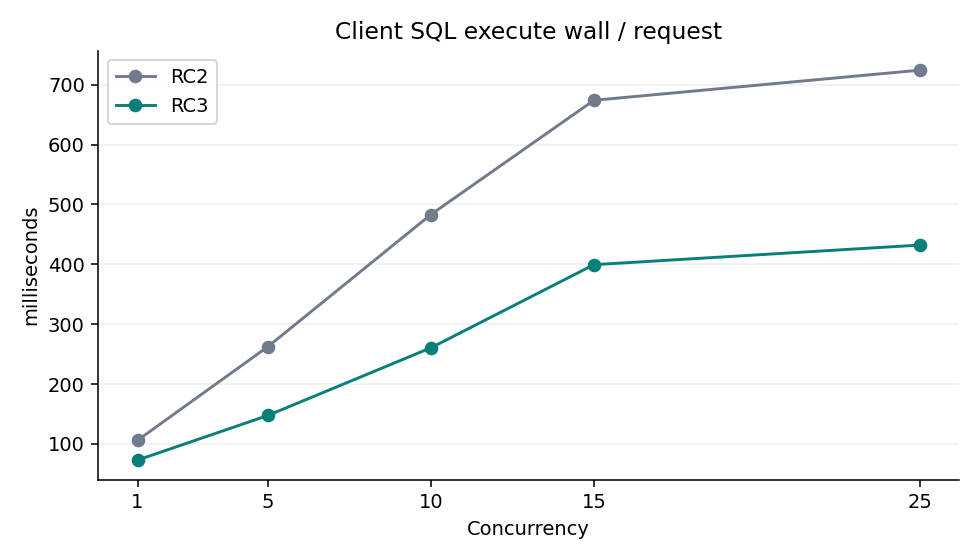 Client SQL execute wall / request
RC2
RC3
700
600
500
400
300
200
100
milliseconds
1 5 10 15 25
Concurrency